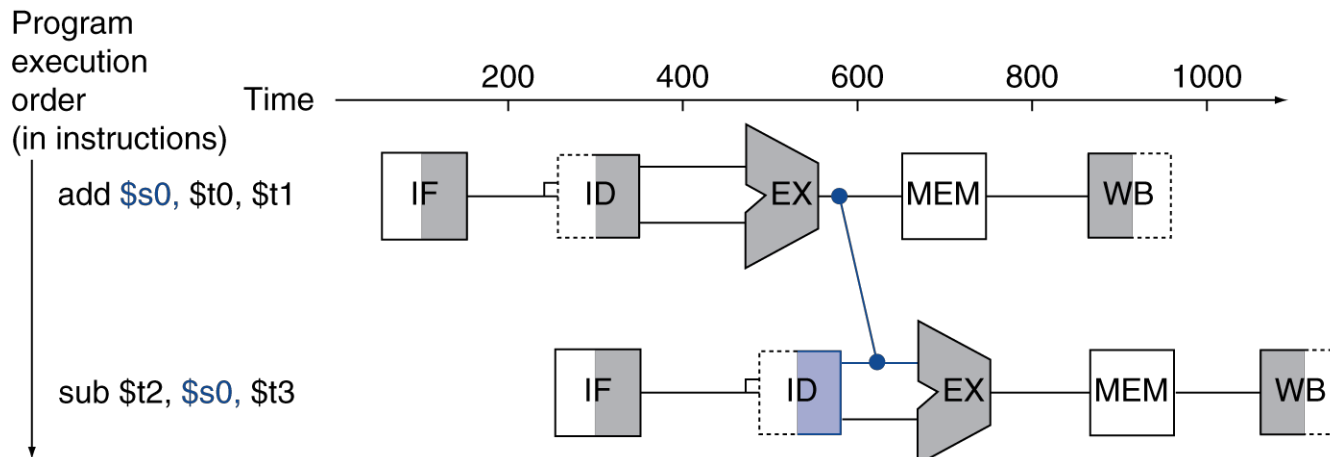 Program
execution
order
(in instructions)
Time
200 400 600 800 1000
add $s0, $t0, $t1
IF ID EX MEM WB
sub $t2, $s0, $t3
IF ID EX MEM WB